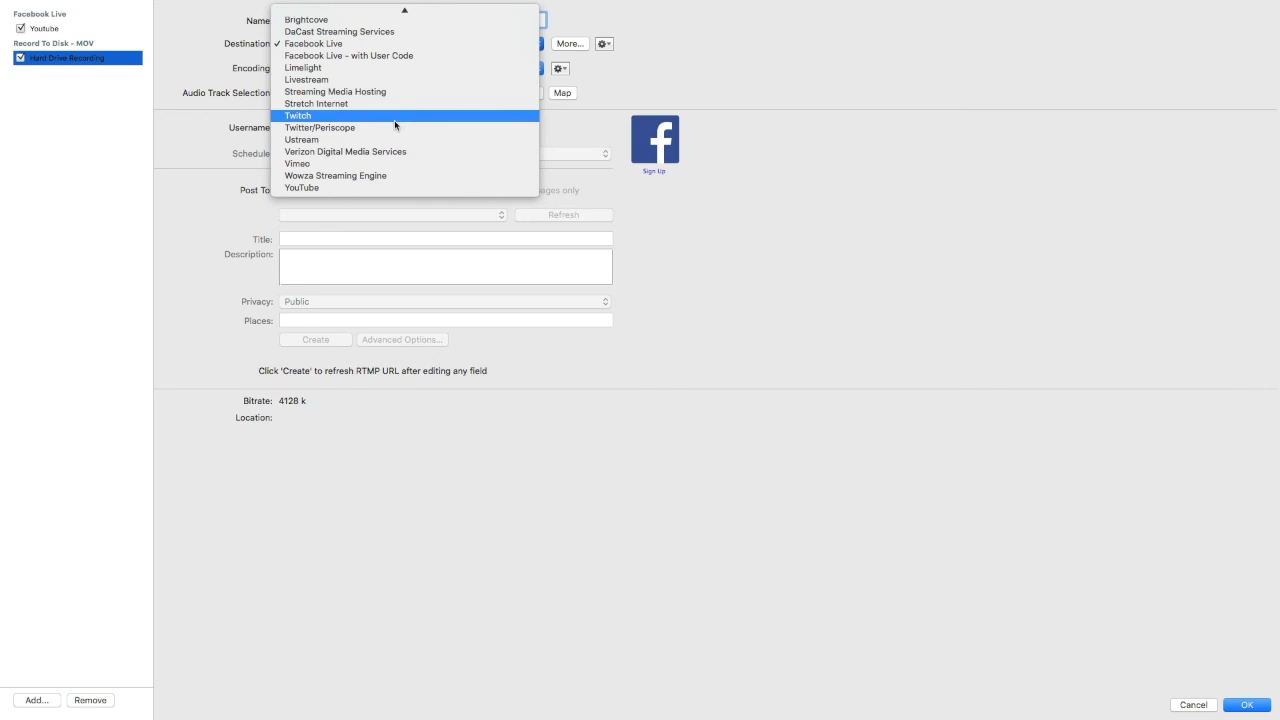 Facebook Live
Youtube
Record To Disk - MOV
Hard Drive Recording
Add...
Remove
Name
Destination
Encoding
Audio Track Selection
Brightcove
DaCast Streaming Services
✓ Facebook Live
Facebook Live - with User Code
Limelight
Livestream
Streaming Media Hosting
Stretch Internet
Twitch
Twitter/Periscope
Ustream
Verizon Digital Media Services
Vimeo
Wowza Streaming Engine
YouTube
More...
Map
Username
Schedule
Sign Up
Post To
only
Refresh
Title:
Description:
Privacy: Public
Places:
Create
Advanced Options...
Click 'Create' to refresh RTMP URL after editing any field
Bitrate: 4128 k
Location:
Cancel
OK